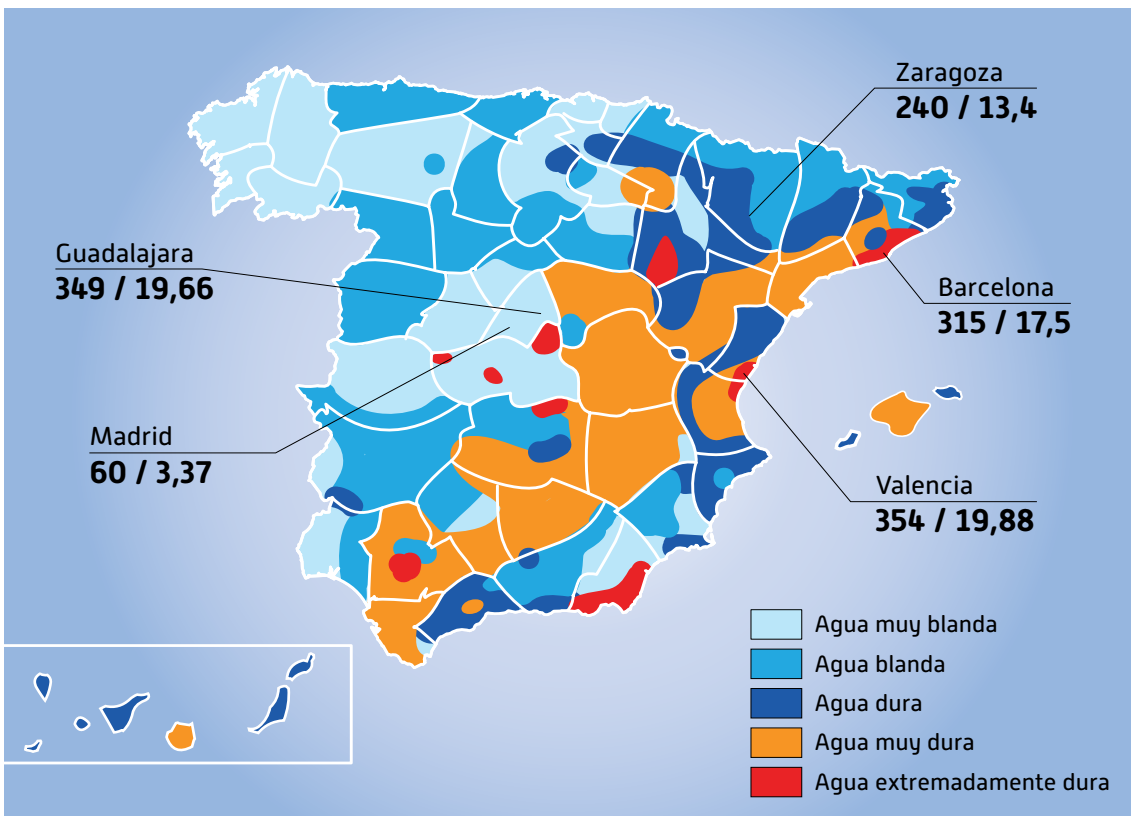 Zaragoza
240 / 13,4
Guadalajara
349 / 19,66
Barcelona
315 / 17,5
Madrid
60 / 3,37
Valencia
354 / 19,88
Agua muy blanda
Agua blanda
Agua dura
Agua muy dura
Agua extremadamente dura